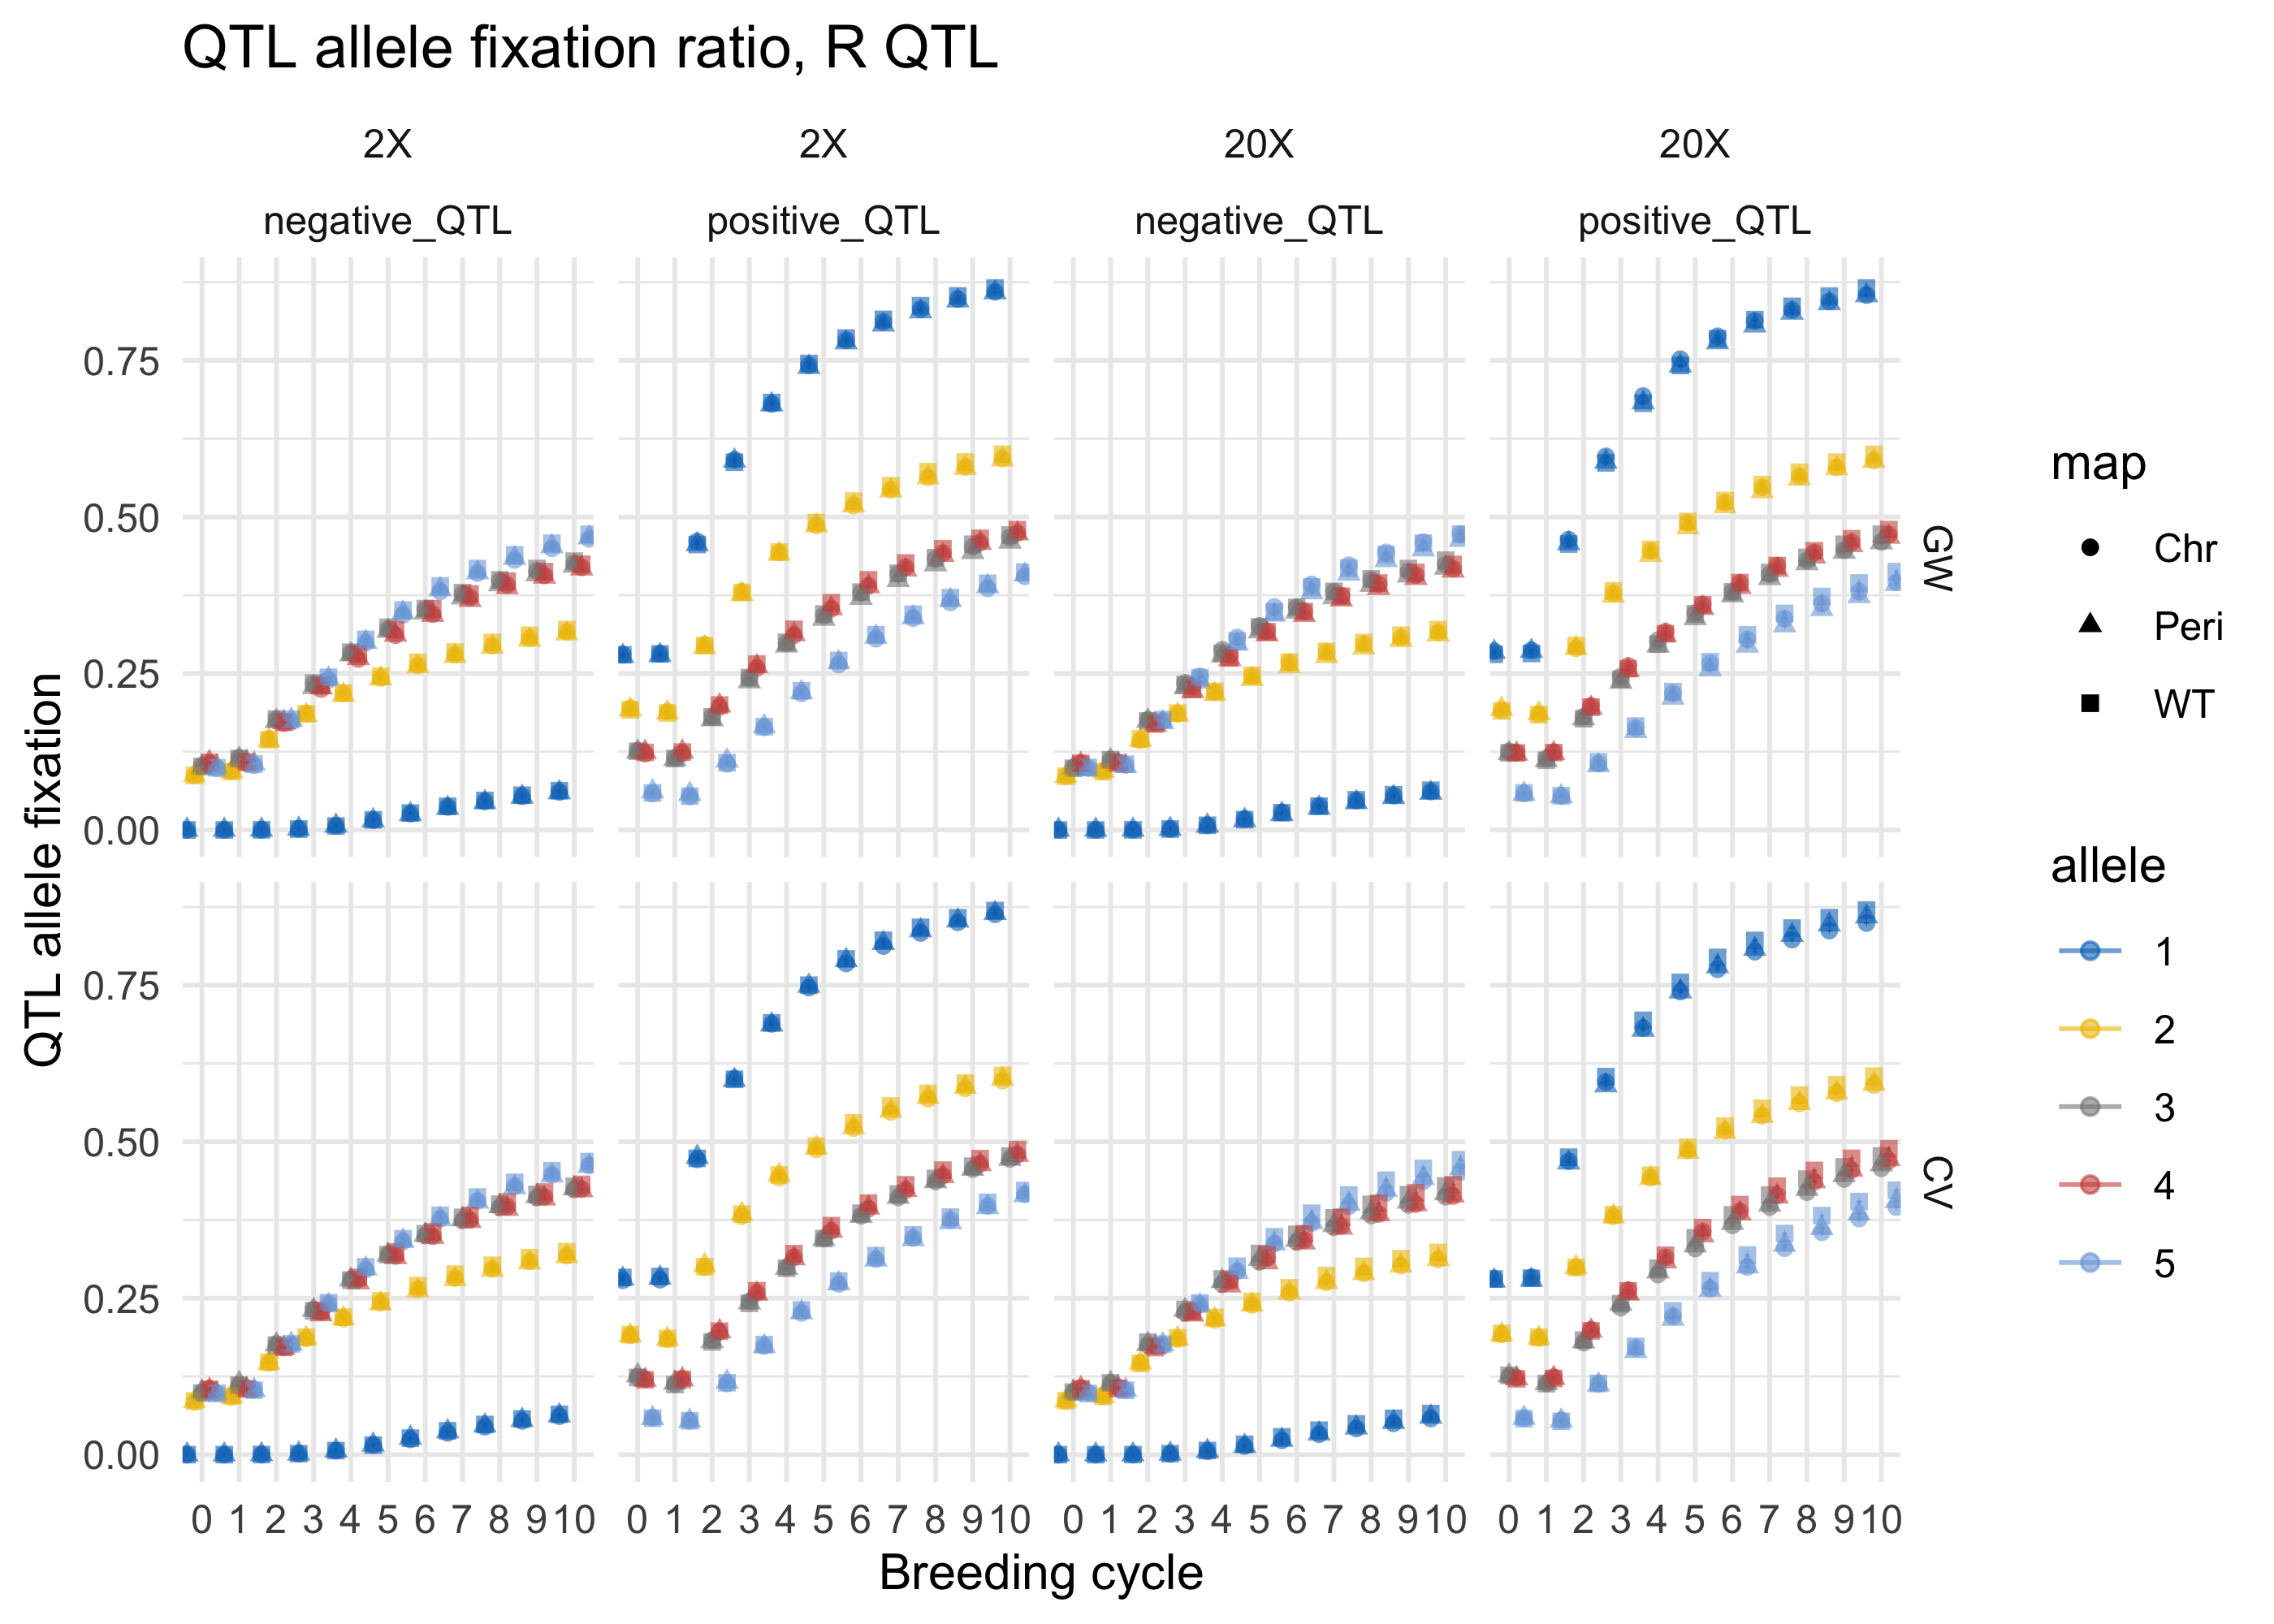 QTL allele fixation ratio, R QTL
2X 2X 20X 20X
negative_QTL positive_QTL negative_QTL positive_QTL
QTL allele fixation
0.75
0.50
0.25
0.00
GW
0.75
0.50
0.25
0.00
CV
0 1 2 3 4 5 6 7 8 9 10 0 1 2 3 4 5 6 7 8 9 10 0 1 2 3 4 5 6 7 8 9 10 0 1 2 3 4 5 6 7 8 9 10
Breeding cycle
map
Chr
Peri
WT
allele
1
2
3
4
5